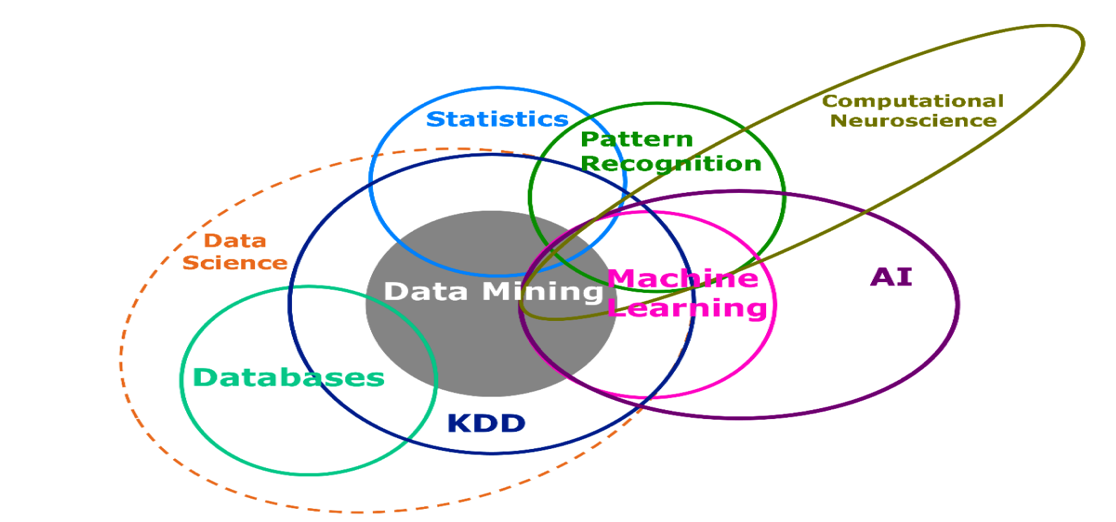 Statistics
Computational
Neuroscience
Pattern
Recognition
Data
Science
AI
Machine
Learning
Data Mining
Databases
KDD